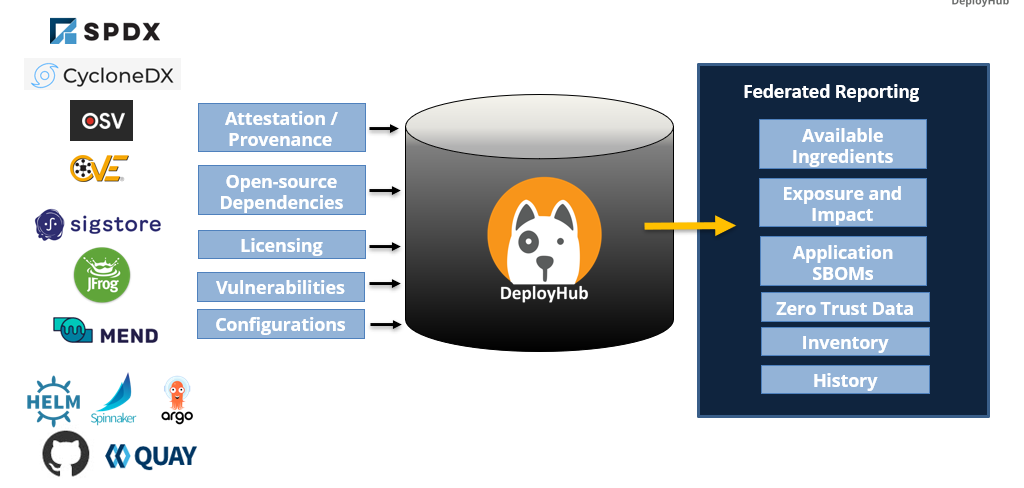 DeployHub
SPDX
CycloneDX
OSV
CVE
sigstore
JFrog
MEND
HELM
Spinnaker
argo
QUAY
Attestation /
Provenance
Open-source
Dependencies
Licensing
Vulnerabilities
Configurations
DeployHub
Federated Reporting
Available
Ingredients
Exposure and
Impact
Application
SBOMs
Zero Trust Data
Inventory
History